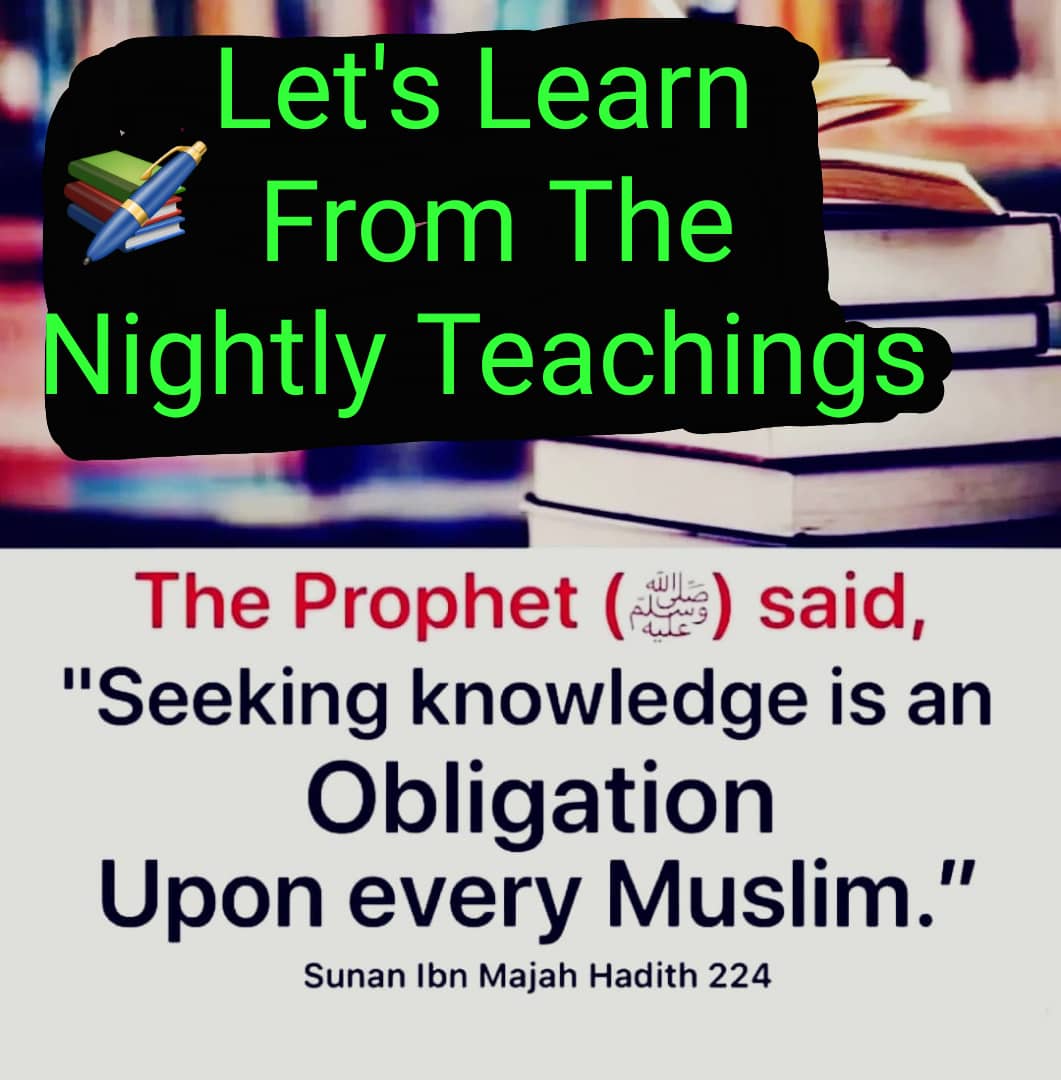 Let's Learn
From The
Nightly Teachings
The Prophet (ﷺ) said,
"Seeking knowledge is an
Obligation
Upon every Muslim.”
Sunan Ibn Majah Hadith 224